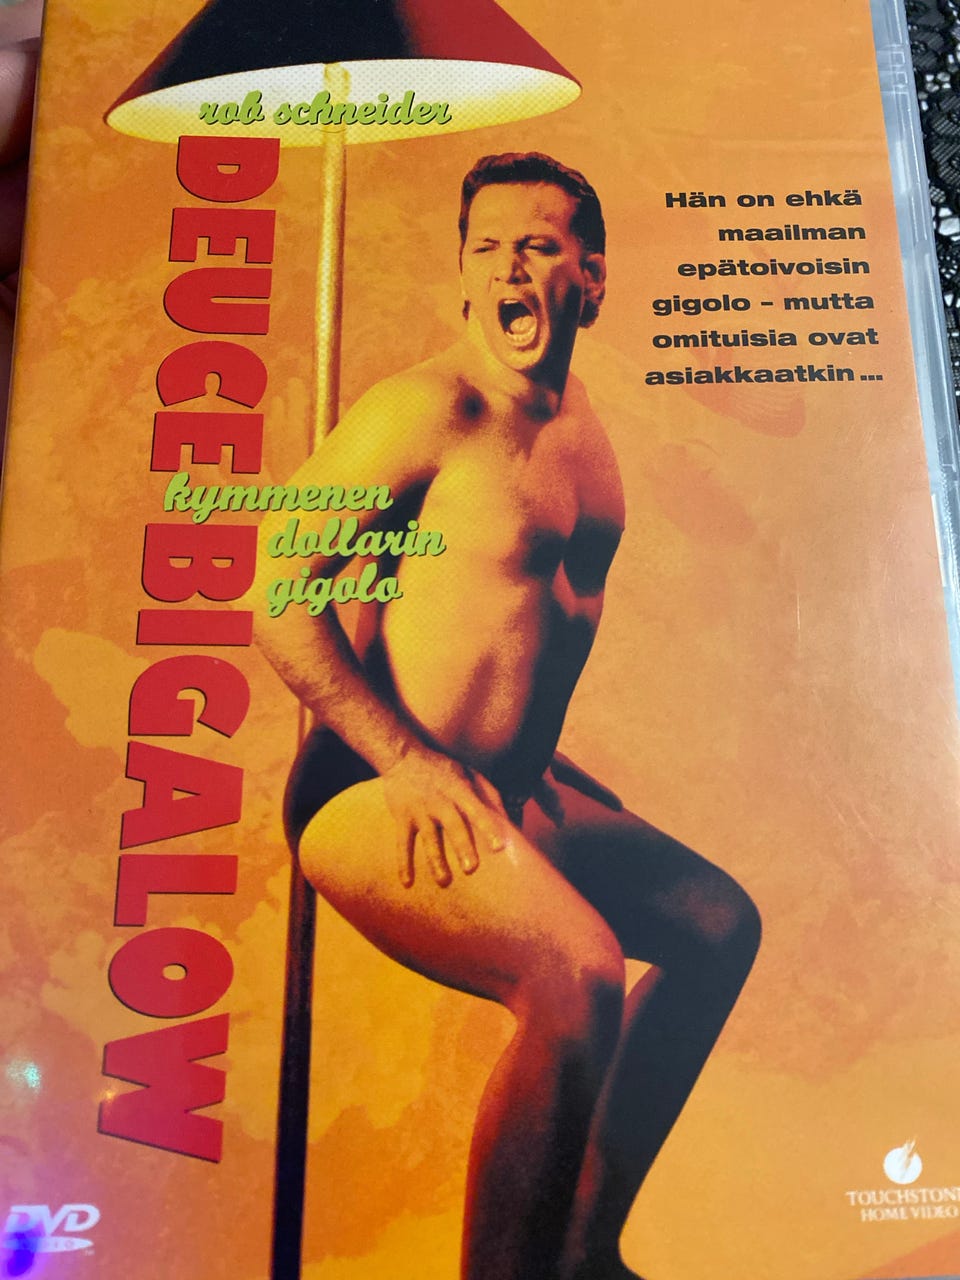 rob schneider
DEUCE BIGALOW
kymmenen
dollarin
gigolo
Hän on ehkä
maailman
epätoivoisin
gigolo – mutta
omituisia ovat
asiakkaatkin...
DVD
VIDEO
TOUCHSTONE
HOME VIDEO